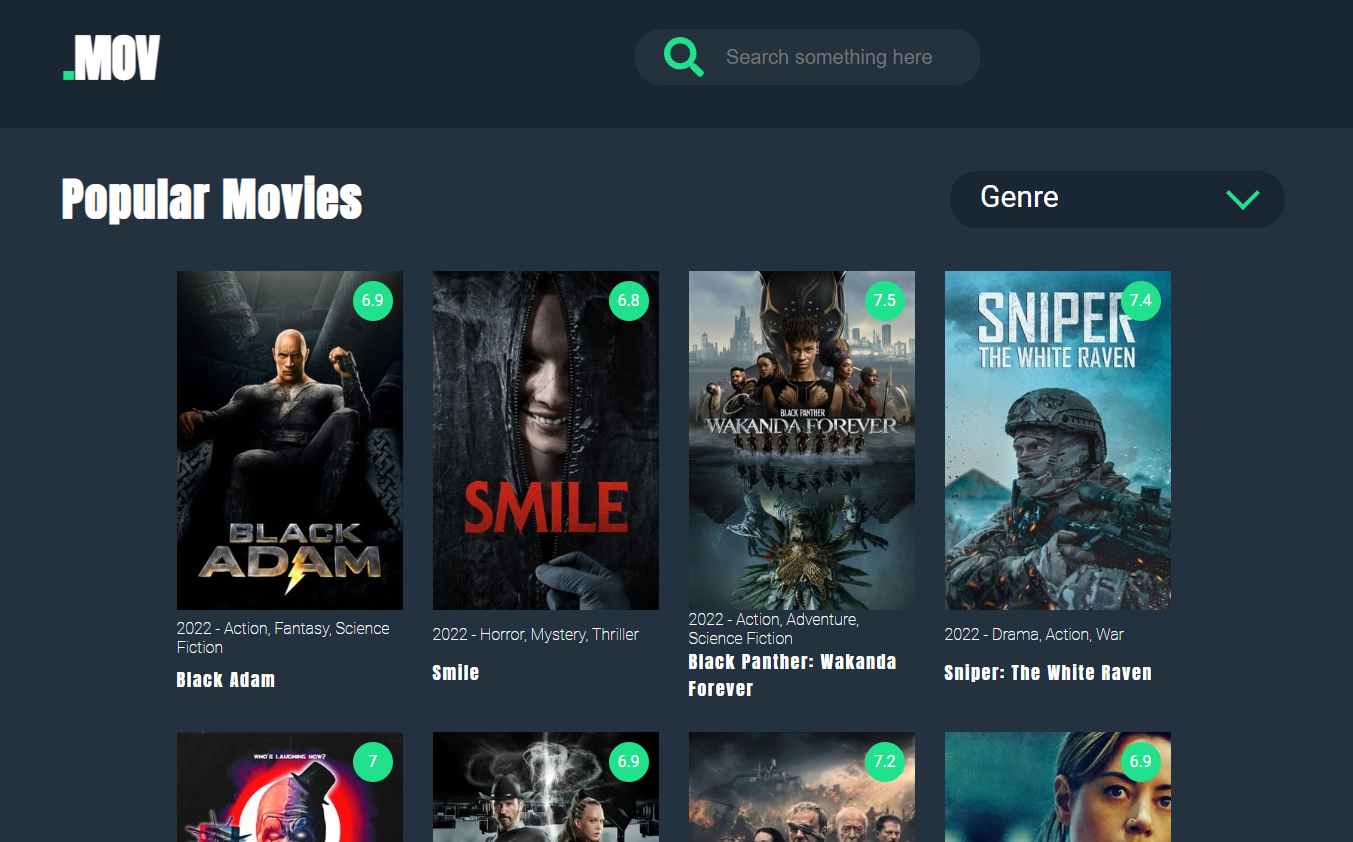 .MOV
Search something here
Popular Movies
Genre
6.9
6.8
7.5
7.4
SNIPER
THE WHITE RAVEN
BLACK PANTHER
WAKANDA FOREVER
SMILE
BLACK
ADAM
2022 - Action, Fantasy, Science
Fiction
Black Adam
2022 - Horror, Mystery, Thriller
Smile
2022 - Action, Adventure,
Science Fiction
Black Panther: Wakanda
Forever
2022 - Drama, Action, War
Sniper: The White Raven
WHO'S LAUGHING NOW?
7
6.9
7.2
6.9